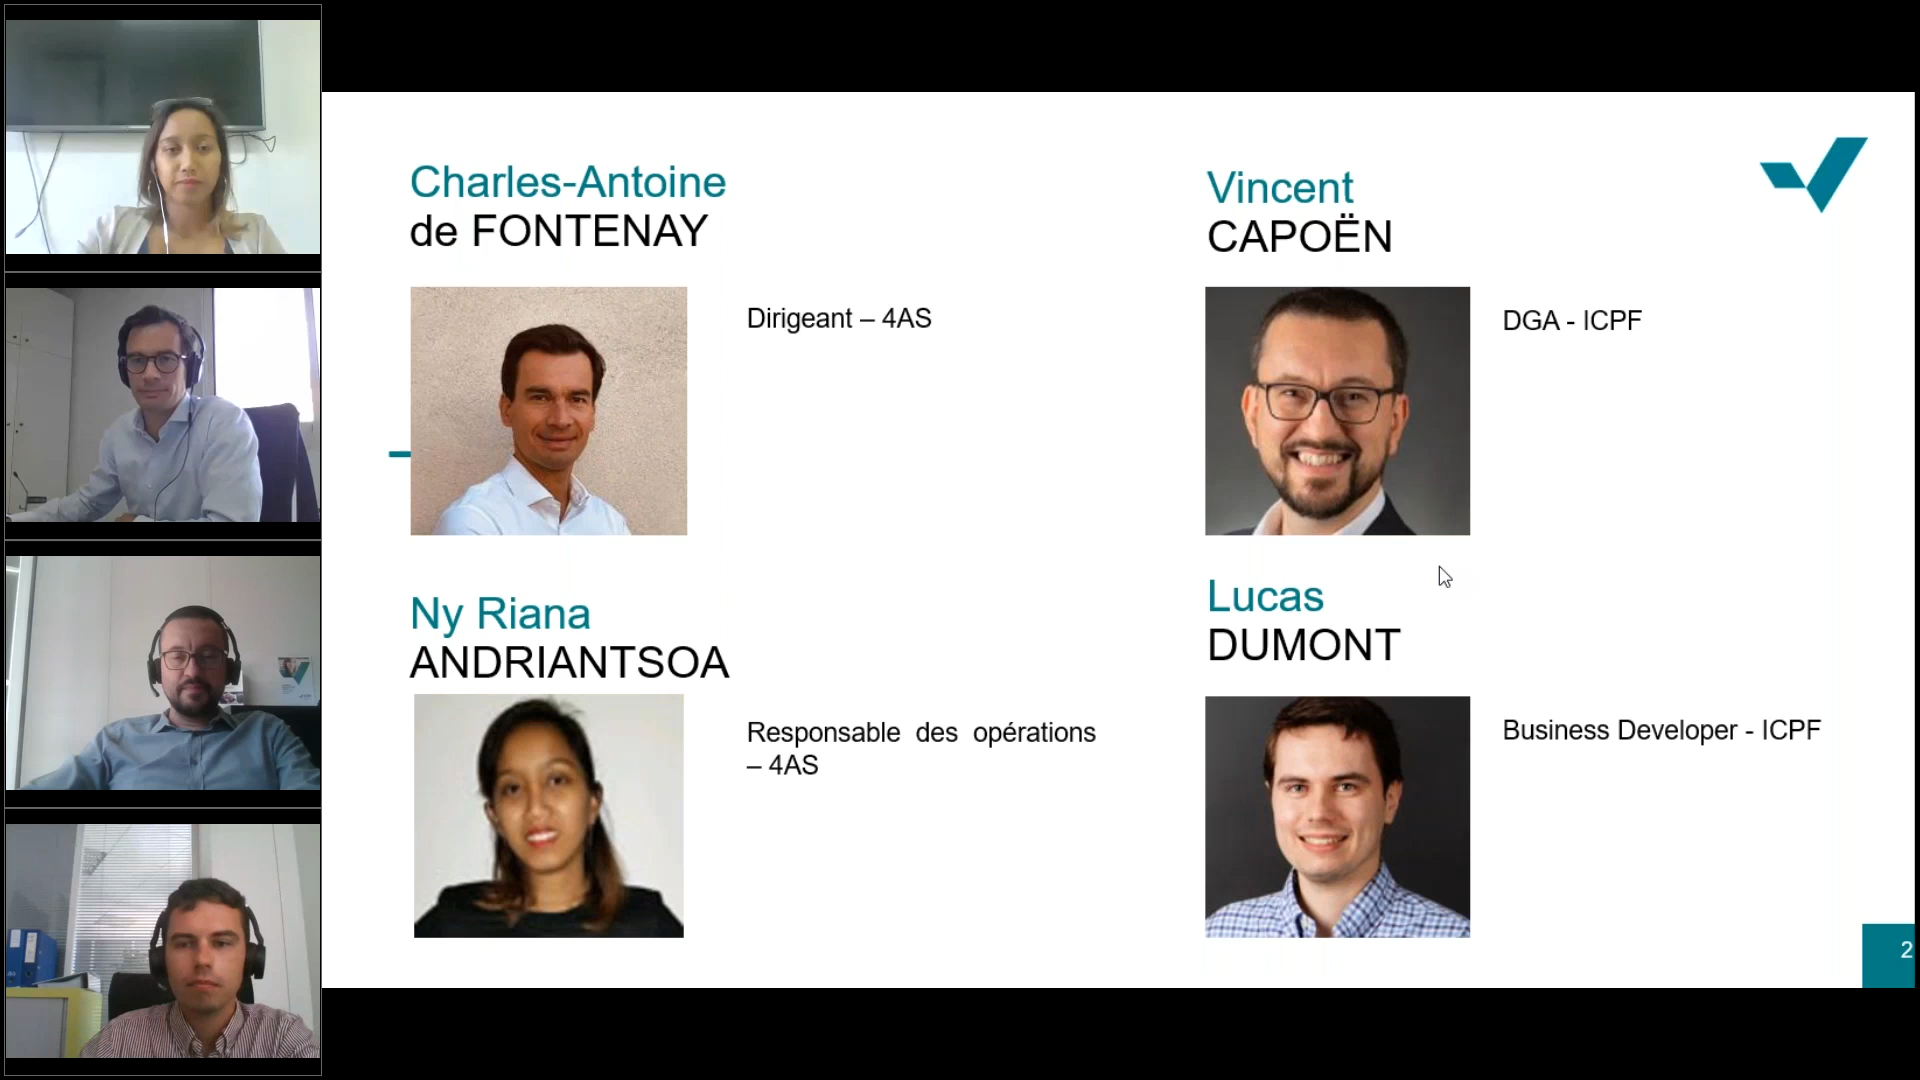 Charles-Antoine
de FONTENAY
Dirigeant – 4AS
Vincent
CAPOËN
DGA - ICPF
Ny Riana
ANDRIANTSOA
Responsable des opérations
– 4AS
Lucas
DUMONT
Business Developer - ICPF
2